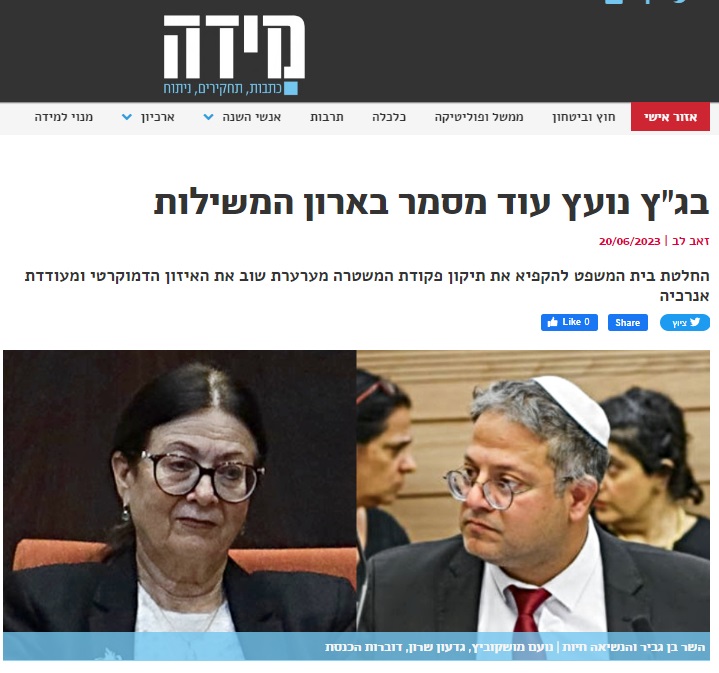 מידה
כתבות, תחקירים, ניתוח
אזור אישי
חוץ וביטחון
ממשל ופוליטיקה
כלכלה
תרבות
אנשי השנה
ארכיון
מנוי למידה
בג"ץ נועץ עוד מסמר בארון המשילות
זאב לב | 20/06/2023
החלטת בית המשפט להקפיא את תיקון פקודת המשטרה מערערת שוב את האיזון הדמוקרטי ומעודדת
אנרכיה
ציוץ
Share
Like 0
השר בן גביר והנשיאה חיות | נועם מושקוביץ, גדעון שרון, דוברות הכנסת